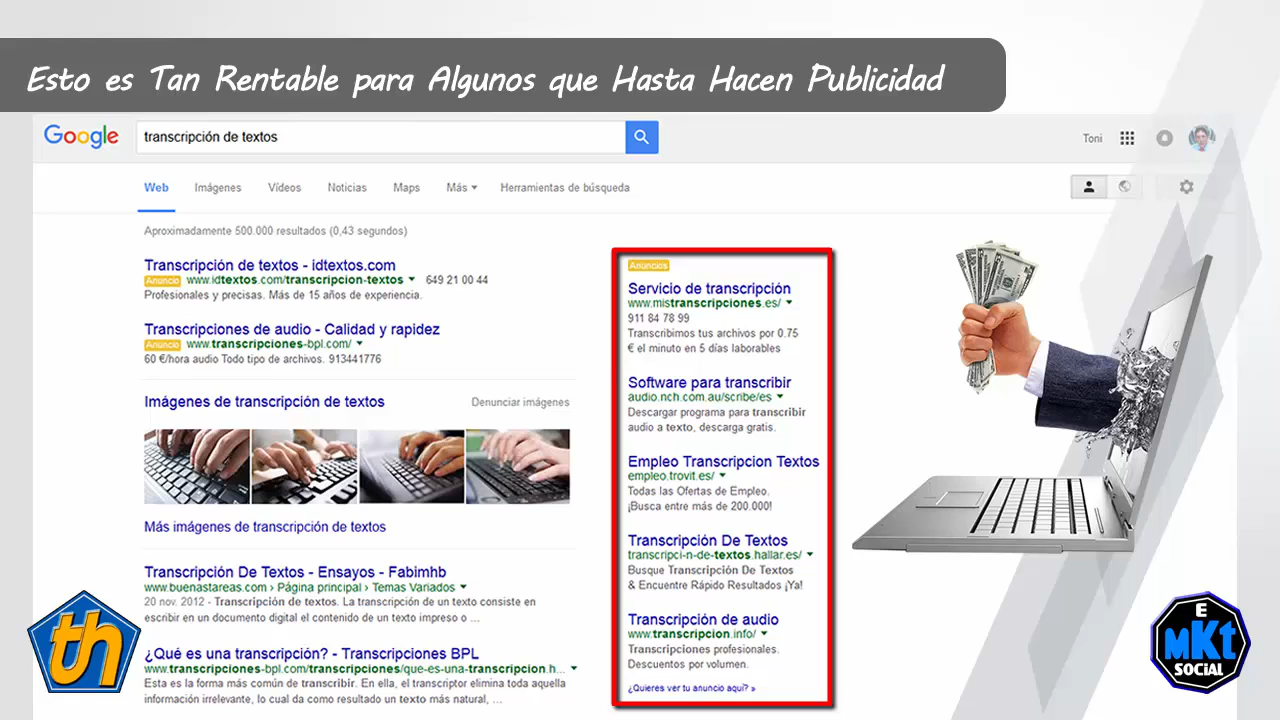 Esto es Tan Rentable para Algunos que Hasta Hacen Publicidad
Google
transcripción de textos
Toni
Web
Imágenes
Vídeos
Noticias
Maps
Más
Herramientas de búsqueda
Aproximadamente 500.000 resultados (0,43 segundos)
Transcripción de textos - idtextos.com
Anuncio www.idtextos.com/transcripcion-textos 649 21 00 44
Profesionales y precisas. Más de 15 años de experiencia.
Transcripciones de audio - Calidad y rapidez
Anuncio www.transcripciones-bpl.com/
60 €/hora audio Todo tipo de archivos. 913441776
Imágenes de transcripción de textos
Denunciar imágenes
Más imágenes de transcripción de textos
Transcripción De Textos - Ensayos - Fabimhb
www.buenastareas.com › Página principal › Temas Variados
20 nov. 2012 - Transcripción de textos. La transcripción de un texto consiste en
escribir en un documento digital el contenido de un texto impreso o ...
¿Qué es una transcripción? - Transcripciones BPL
www.transcripciones-bpl.com/transcripciones/que-es-una-transcripcion.h...
Esta es la forma más común de transcribir. En ella, el transcriptor elimina toda aquella
información irrelevante, lo cual da como resultado un texto más natural, ...
Anuncios
Servicio de transcripción
www.mistranscripciones.es/
911 84 78 99
Transcribimos tus archivos por 0.75
€ el minuto en 5 días laborables
Software para transcribir
audio.nch.com.au/scribe/es
Descargar programa para transcribir
audio a texto, descarga gratis.
Empleo Transcripcion Textos
empleo.trovit.es/
Todas las Ofertas de Empleo.
¡Busca entre más de 200.000!
Transcripción De Textos
transcripci-n-de-textos.hallar.es/
Busque Transcripción De Textos
& Encuentre Rápido Resultados ¡Ya!
Transcripción de audio
www.transcripcion.info/
Transcripciones profesionales.
Descuentos por volumen.
¿Quieres ver tu anuncio aquí? »
th
E
MKt
SOCIAL